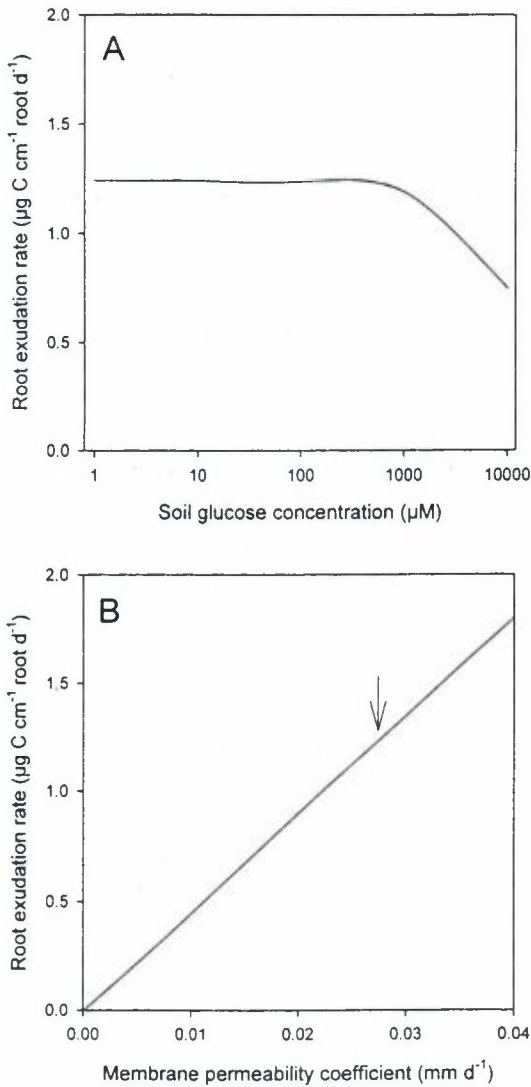 A
2.0
1.5
1.0
0.5
0.0
Root exudation rate (µg C cm⁻¹ root d⁻¹)
1 10 100 1000 10000
Soil glucose concentration (µM)
B
2.0
1.5
1.0
0.5
0.0
Root exudation rate (µg C cm⁻¹ root d⁻¹)
0.00 0.01 0.02 0.03 0.04
Membrane permeability coefficient (mm d⁻¹)